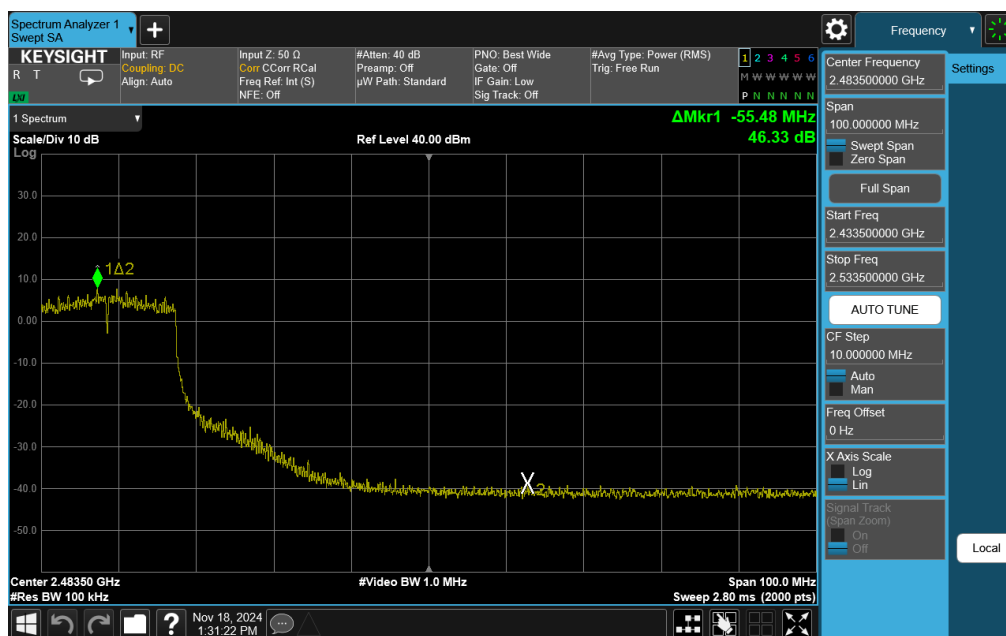 Spectrum Analyzer 1
Swept SA
Frequency
KEYSIGHT
R T
LXI
Input: RF
Coupling: DC
Align: Auto
Input Z: 50 Ω
Corr CCorr RCal
Freq Ref: Int (S)
NFE: Off
#Atten: 40 dB
Preamp: Off
µW Path: Standard
PNO: Best Wide
Gate: Off
IF Gain: Low
Sig Track: Off
#Avg Type: Power (RMS)
Trig: Free Run
1 2 3 4 5 6
M W W W W W
P N N N N N
1 Spectrum
Scale/Div 10 dB
Log
Ref Level 40.00 dBm
ΔMkr1 -55.48 MHz
46.33 dB
30.0
20.0
10.0
0.00
-10.0
-20.0
-30.0
-40.0
-50.0
1Δ2
X2
Center 2.48350 GHz
#Res BW 100 kHz
#Video BW 1.0 MHz
Span 100.0 MHz
Sweep 2.80 ms (2000 pts)
Nov 18, 2024
1:31:22 PM
Center Frequency
2.483500000 GHz
Span
100.000000 MHz
Swept Span
Zero Span
Full Span
Start Freq
2.433500000 GHz
Stop Freq
2.533500000 GHz
AUTO TUNE
CF Step
10.000000 MHz
Auto
Man
Freq Offset
0 Hz
X Axis Scale
Log
Lin
Signal Track
(Span Zoom)
On
Off
Settings
Local